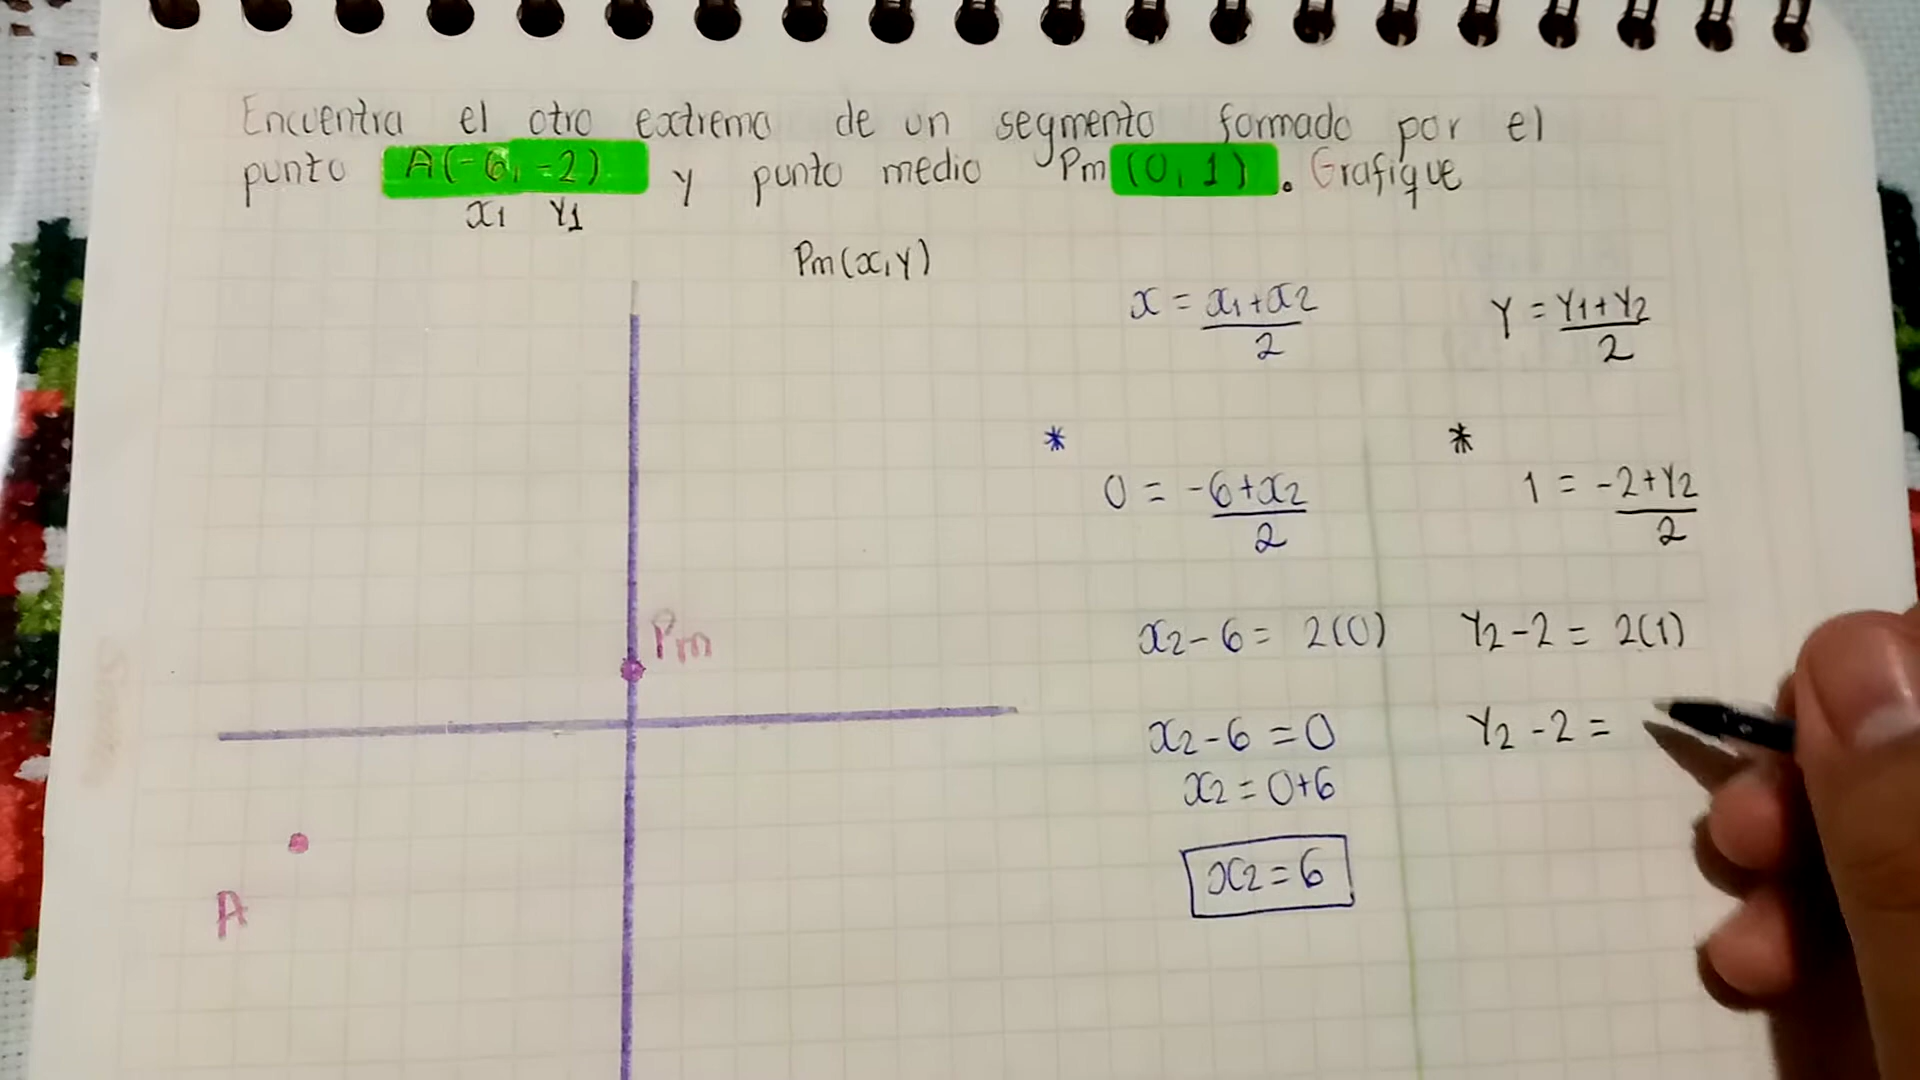 Encuentra el otro extremo de un segmento formado por el
punto A(-6, -2) y punto medio Pm (0, 1). Grafique
x1 Y1
Pm(x,Y)
x = x1+x2 / 2
Y = Y1+Y2 / 2
*
*
0 = -6+x2 / 2
1 = -2+Y2 / 2
x2-6 = 2(0)
Y2-2 = 2(1)
Pm
x2-6 = 0
Y2-2 =
x2 = 0+6
x2 = 6
A